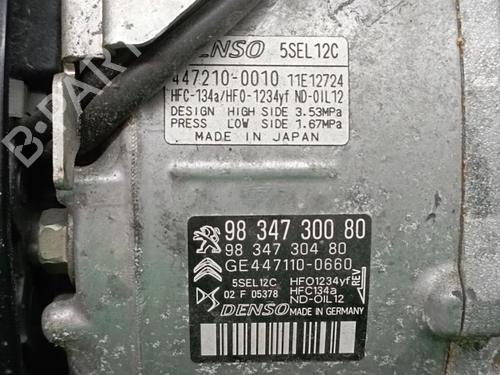 DENSO 5SEL12C
447210-0010 11E12724
HFC-134a/HFO-1234yf ND-OIL12
DESIGN HIGH SIDE 3.53MPa
PRESS LOW SIDE 1.67MPa
MADE IN JAPAN
98 347 300 80
98 347 304 80
GE447110-0660
5SEL12C HFO1234yf
HFC134a
02 F 05378 ND-OIL12
REV
DENSO MADE IN GERMANY